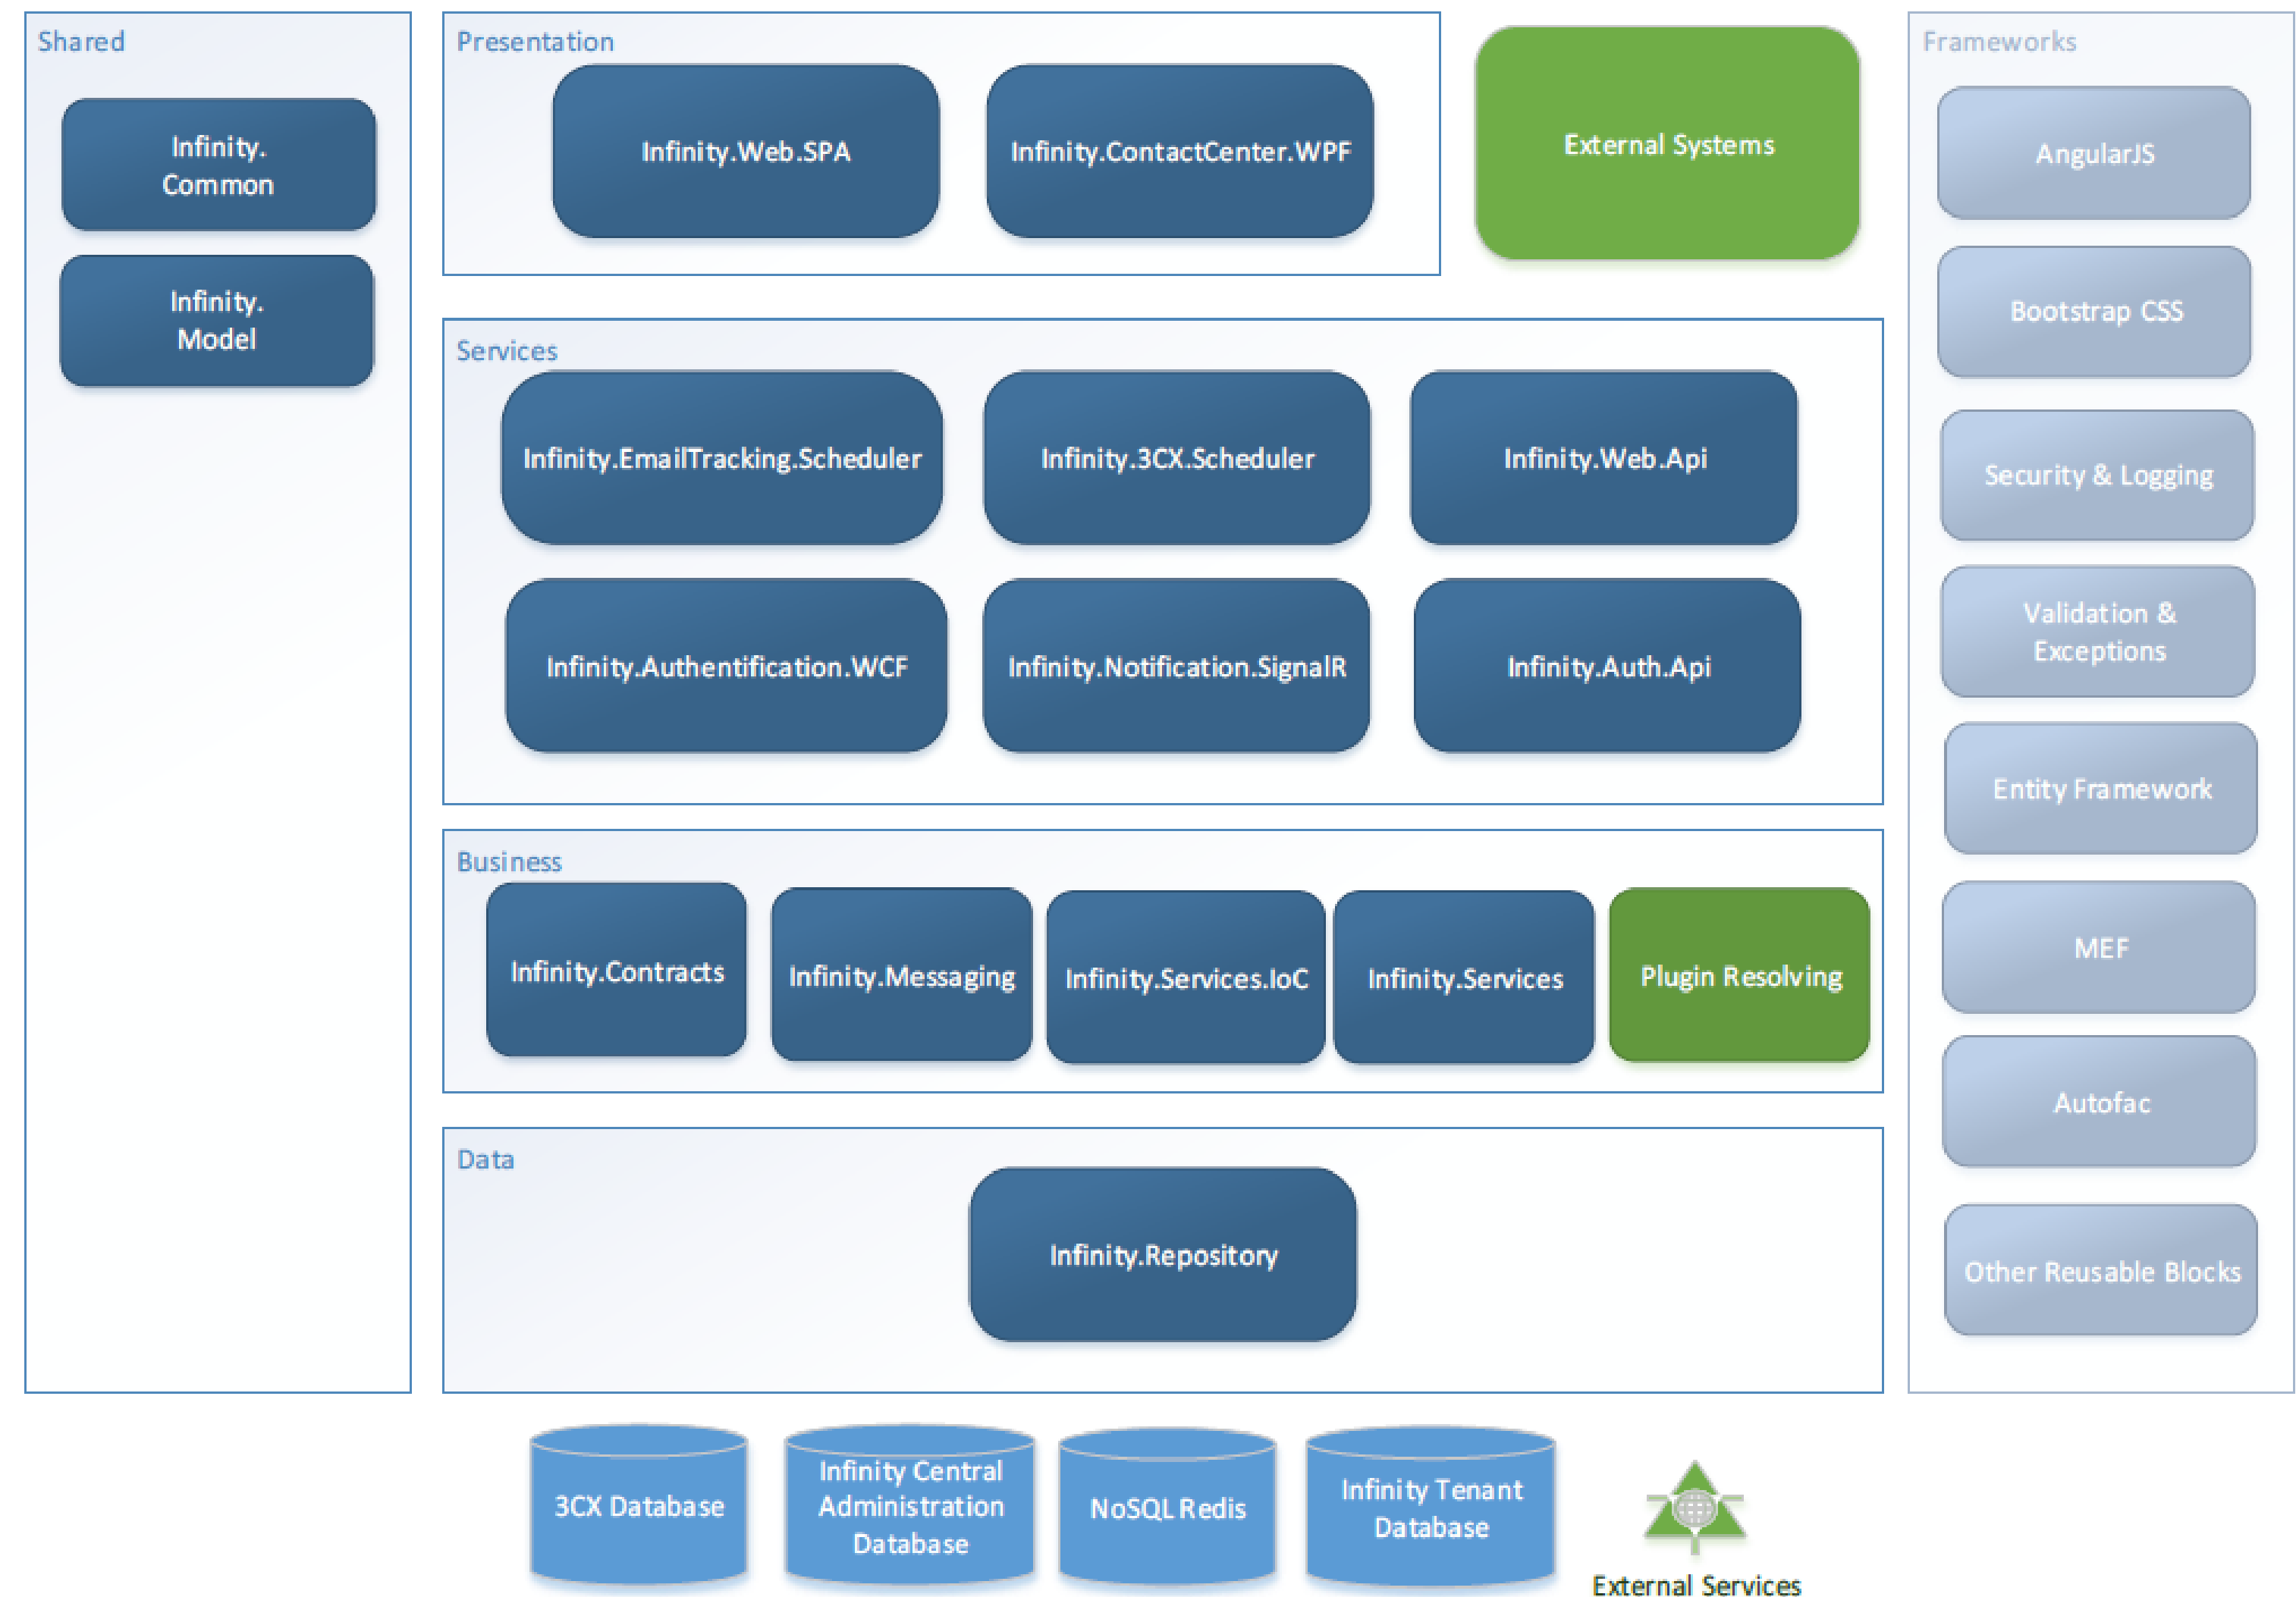 Shared
Infinity.
Common
Infinity.
Model
Presentation
Infinity.Web.SPA
Infinity.ContactCenter.WPF
External Systems
Services
Infinity.EmailTracking.Scheduler
Infinity.3CX.Scheduler
Infinity.Web.Api
Infinity.Authentification.WCF
Infinity.Notification.SignalR
Infinity.Auth.Api
Business
Infinity.Contracts
Infinity.Messaging
Infinity.Services.IoC
Infinity.Services
Plugin Resolving
Data
Infinity.Repository
3CX Database
Infinity Central
Administration
Database
NoSQL Redis
Infinity Tenant
Database
External Services
Frameworks
AngularJS
Bootstrap CSS
Security & Logging
Validation &
Exceptions
Entity Framework
MEF
Autofac
Other Reusable Blocks